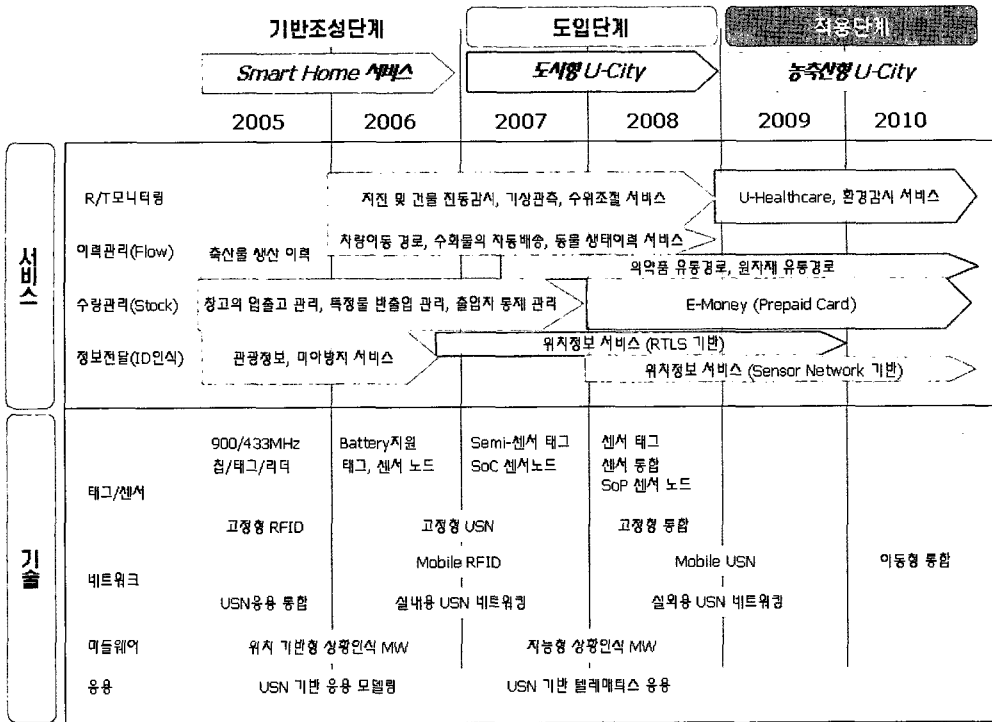 기반조성단계 도입단계 적용단계
Smart Home 서비스 도시형 U-City 농축산형 U-City
2005 2006 2007 2008 2009 2010
서비스
R/T모니터링 지진 및 건물 진동감시, 기상관측, 수위조절 서비스 U-Healthcare, 환경감시 서비스
이력관리(Flow) 축산물 생산 이력 차량이동 경로, 수화물의 자동배송, 동물 생태이력 서비스
의약품 유통경로, 원자재 유통경로
수량관리(Stock) 창고의 입출고 관리, 특정물 반출입 관리, 출입자 통제 관리 E-Money (Prepaid Card)
정보전달(ID인식) 관광정보, 미아방지 서비스 위치정보 서비스 (RTLS 기반)
위치정보 서비스 (Sensor Network 기반)
기술
태그/센서
900/433MHz Battery지원 Semi-센서 태그 센서 태그
칩/태그/리더 태그, 센서 노드 SoC 센서노드 센서 통합
SoP 센서 노드
고정형 RFID 고정형 USN 고정형 통합
네트워크
Mobile RFID Mobile USN 이동형 통합
USN응용 통합 실내용 USN 네트워킹 실외용 USN 네트워킹
미들웨어 위치 기반형 상황인식 MW 지능형 상황인식 MW
응용 USN 기반 응용 모델링 USN 기반 텔레매틱스 응용